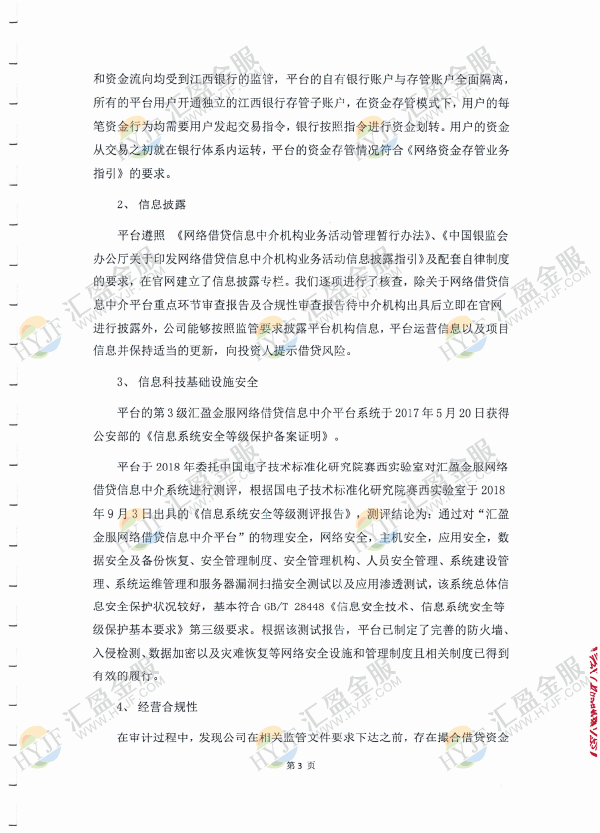 和资金流向均受到江西银行的监管，平台的自有银行账户与存管账户全面隔离，
所有的平台用户开通独立的江西银行存管子账户，在资金存管模式下，用户的每
笔资金行为均需要用户发起交易指令，银行按照指令进行资金划转。用户的资金
从交易之初就在银行体系内运转，平台的资金存管情况符合《网络资金存管业务
指引》的要求。
2、 信息披露
平台遵照 《网络借贷信息中介机构业务活动管理暂行办法》、《中国银监会
办公厅关于印发网络借贷信息中介机构业务活动信息披露指引》及配套自律制度
的要求，在官网建立了信息披露专栏。我们逐项进行了核查，除关于网络借贷信
息中介平台重点环节审查报告及合规性审查报告待中介机构出具后立即在官网
进行披露外，公司能够按照监管要求披露平台机构信息，平台运营信息以及项目
信息并保持适当的更新，向投资人提示借贷风险。
3、 信息科技基础设施安全
平台的第 3 级汇盈金服网络借贷信息中介平台系统于 2017 年 5 月 20 日获得
公安部的《信息系统安全等级保护备案证明》。
平台于 2018 年委托中国电子技术标准化研究院赛西实验室对汇盈金服网络
借贷信息中介系统进行测评，根据国电子技术标准化研究院赛西实验室于 2018
年 9 月 3 日出具的《信息系统安全等级测评报告》，测评结论为：通过对“汇盈
金服网络借贷信息中介平台”的物理安全，网络安全，主机安全，应用安全，数
据安全及备份恢复、安全管理制度、安全管理机构、人员安全管理、系统建设管
理、系统运维管理和服务器漏洞扫描安全测试以及应用渗透测试，该系统总体信
息安全保护状况较好，基本符合 GB/T 28448《信息安全技术、信息系统安全等
级保护基本要求》第三级要求。根据该测试报告，平台已制定了完善的防火墙、
入侵检测、数据加密以及灾难恢复等网络安全设施和管理制度且相关制度已得到
有效的履行。
4、 经营合规性
在审计过程中，发现公司在相关监管文件要求下达之前，存在撮合借贷资金
第 3 页
汇盈金服
WWW.HYJF.COM
HYJF